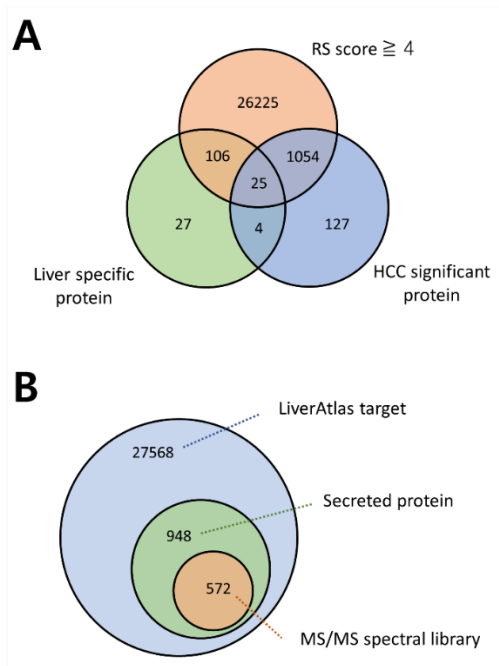 A
RS score ≧ 4
26225
106
1054
25
27
4
127
Liver specific
protein
HCC significant
protein
B
LiverAtlas target
27568
Secreted protein
948
572
MS/MS spectral library